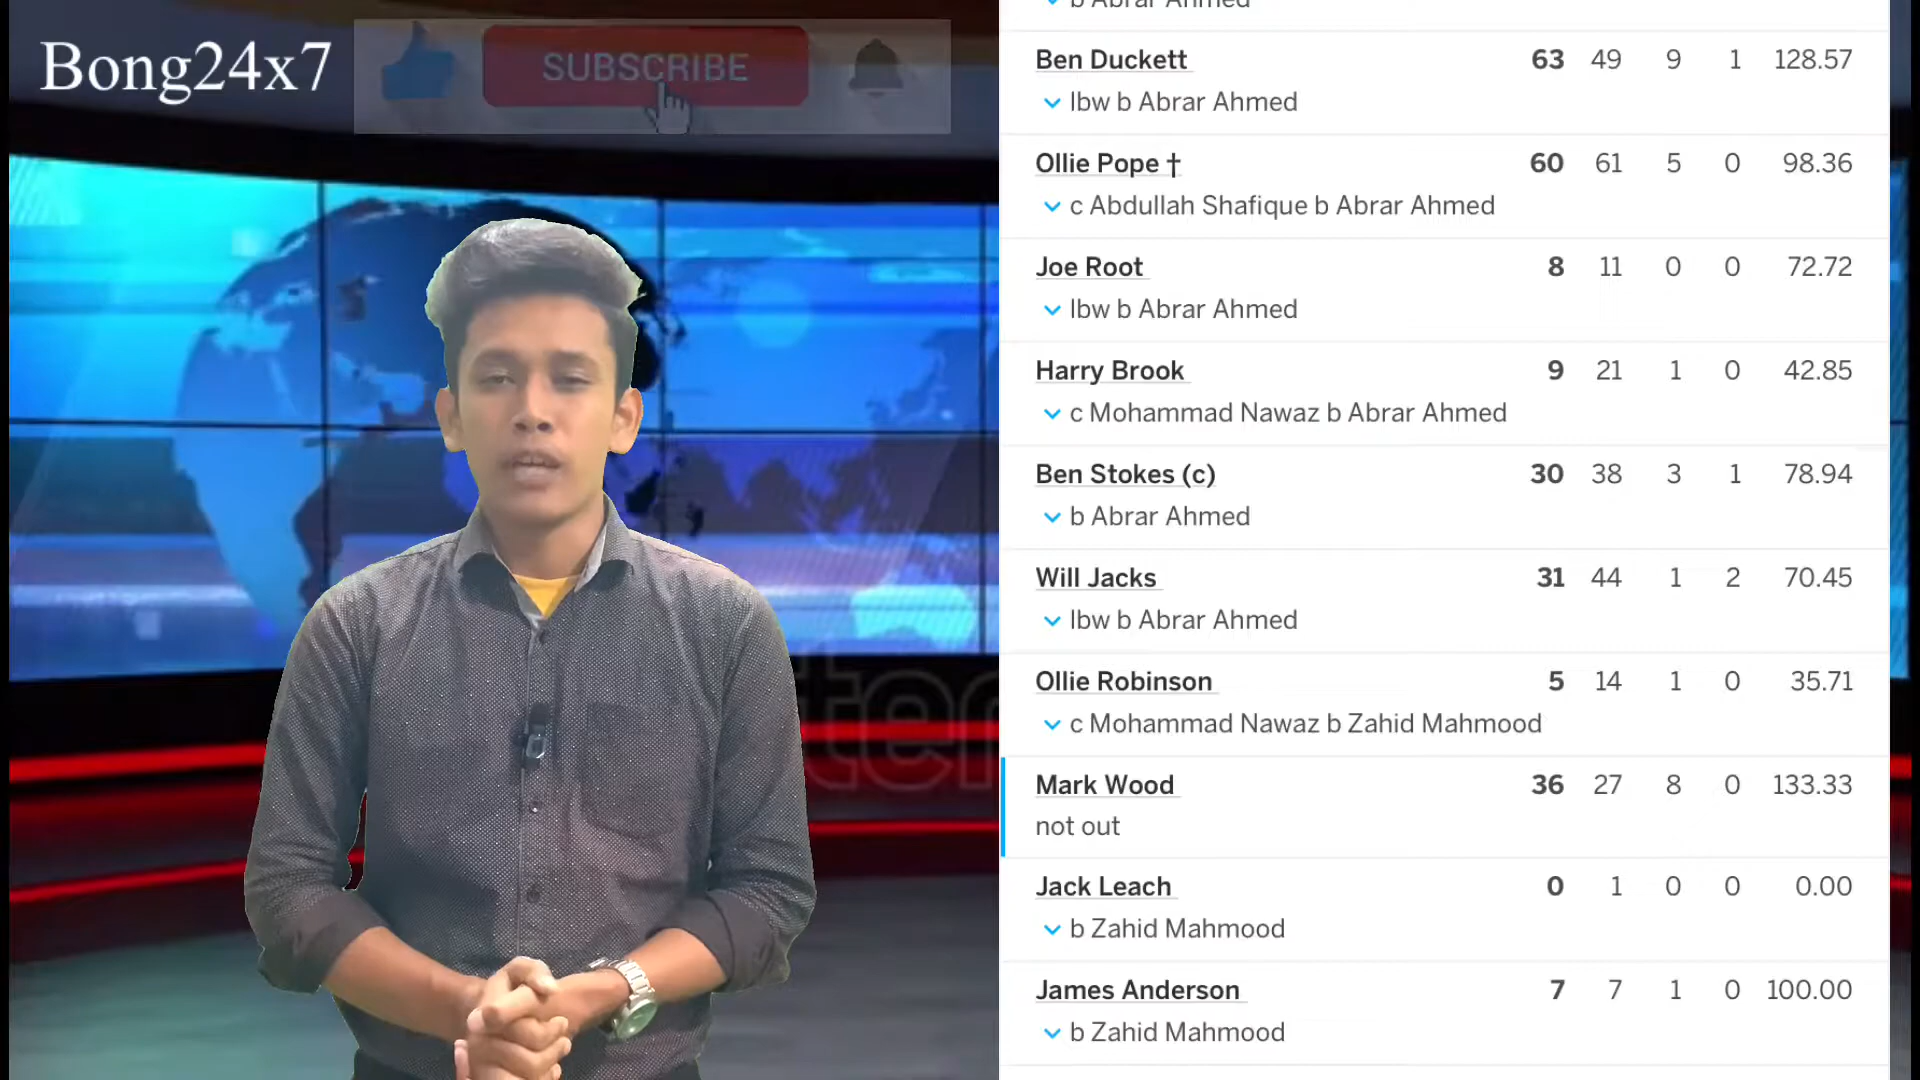 Bong24x7
SUBSCRIBE
b Abrar Ahmed
Ben Duckett 63 49 9 1 128.57
lbw b Abrar Ahmed
Ollie Pope † 60 61 5 0 98.36
c Abdullah Shafique b Abrar Ahmed
Joe Root 8 11 0 0 72.72
lbw b Abrar Ahmed
Harry Brook 9 21 1 0 42.85
c Mohammad Nawaz b Abrar Ahmed
Ben Stokes (c) 30 38 3 1 78.94
b Abrar Ahmed
Will Jacks 31 44 1 2 70.45
lbw b Abrar Ahmed
Ollie Robinson 5 14 1 0 35.71
c Mohammad Nawaz b Zahid Mahmood
Mark Wood 36 27 8 0 133.33
not out
Jack Leach 0 1 0 0 0.00
b Zahid Mahmood
James Anderson 7 7 1 0 100.00
b Zahid Mahmood